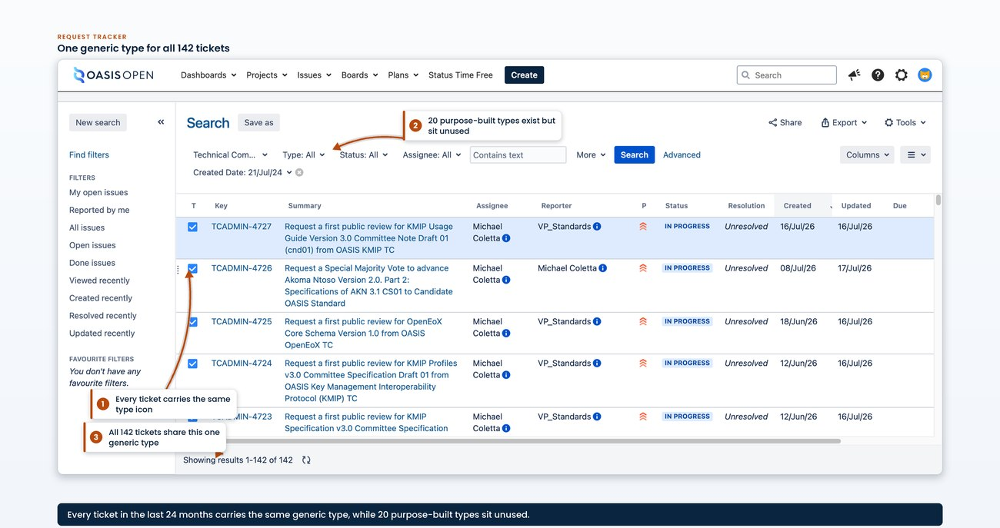 REQUEST TRACKER
One generic type for all 142 tickets
OASIS OPEN
Dashboards
Projects
Issues
Boards
Plans
Status Time Free
Create
Search
New search
Search
Save as
2
20 purpose-built types exist but
sit unused
Share
Export
Tools
Find filters
Technical Com...
Type: All
Status: All
Assignee: All
Contains text
More
Search
Advanced
Columns
Created Date: 21/Jul/24
FILTERS
My open issues
Reported by me
All issues
Open issues
Done issues
Viewed recently
Created recently
Resolved recently
Updated recently
FAVOURITE FILTERS
You don't have any
favourite filters.
T Key Summary Assignee Reporter P Status Resolution Created Updated Due
TCADMIN-4727
Request a first public review for KMIP Usage
Guide Version 3.0 Committee Note Draft 01
(cnd01) from OASIS KMIP TC
Michael
Coletta
VP_Standards
IN PROGRESS
Unresolved
16/Jul/26
16/Jul/26
TCADMIN-4726
Request a Special Majority Vote to advance
Akoma Ntoso Version 2.0. Part 2:
Specifications of AKN 3.1 CS01 to Candidate
OASIS Standard
Michael
Coletta
Michael Coletta
IN PROGRESS
Unresolved
08/Jul/26
17/Jul/26
TCADMIN-4725
Request a first public review for OpenEoX
Core Schema Version 1.0 from OASIS
OpenEoX TC
Michael
Coletta
VP_Standards
IN PROGRESS
Unresolved
18/Jun/26
16/Jul/26
TCADMIN-4724
Request a first public review for KMIP Profiles
v3.0 Committee Specification Draft 01 from
OASIS Key Management Interoperability
Protocol (KMIP) TC
Michael
Coletta
VP_Standards
IN PROGRESS
Unresolved
12/Jun/26
16/Jul/26
MIN-4723
Request a first public review for KMIP
Specification v3.0 Committee Specification
Michael
Coletta
VP_Standards
IN PROGRESS
Unresolved
12/Jun/26
16/Jul/26
1
Every ticket carries the same
type icon
3
All 142 tickets share this one
generic type
Showing results 1-142 of 142
Every ticket in the last 24 months carries the same generic type, while 20 purpose-built types sit unused.